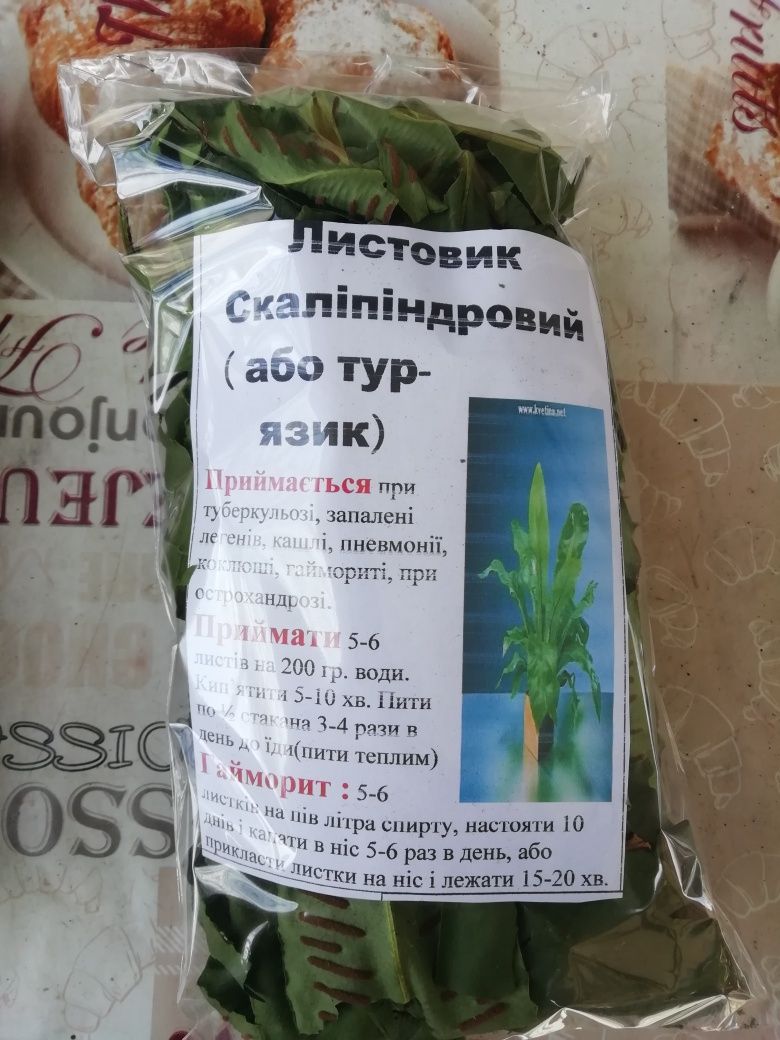 Листовик
Скаліпіндровий
( або тур-
язик)
www.kvetina.net
Приймається при
туберкульозі, запалені
легенів, кашлі, пневмонії,
коклюші, гаймориті, при
острохандрозі.
Приймати 5-6
листів на 200 гр. води.
Кип`ятити 5-10 хв. Пити
по ½ стакана 3-4 рази в
день до їди(пити теплим)
Гайморит : 5-6
листків на пів літра спирту, настояти 10
днів і капати в ніс 5-6 раз в день, або
прикласти листки на ніс і лежати 15-20 хв.